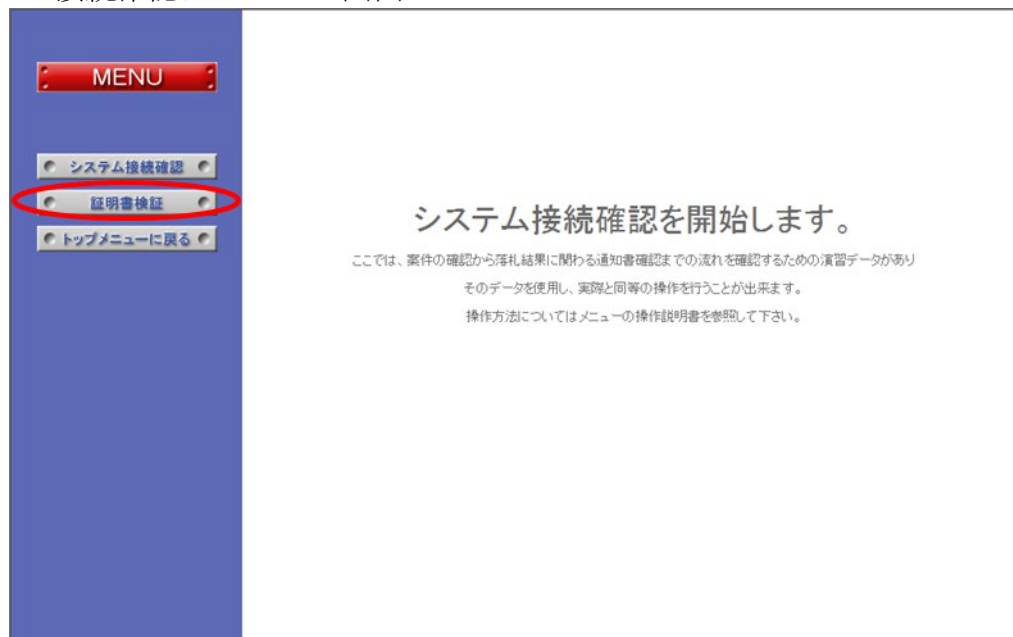 MENU
システム接続確認
証明書検証
トップメニューに戻る
システム接続確認を開始します。
ここでは、案件の確認から落札結果に関わる通知書確認までの流れを確認するための演習データがあり
そのデータを使用し、実際と同等の操作を行うことが出来ます。
操作方法についてはメニューの操作説明書を参照して下さい。